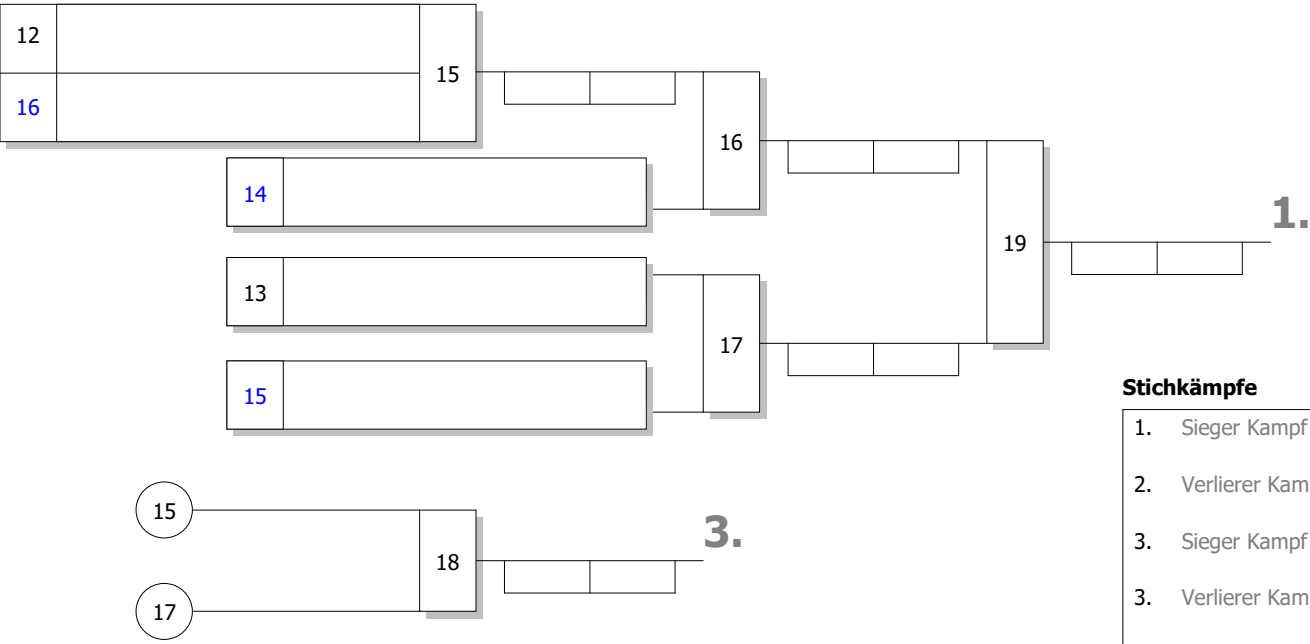 12
15
16
16
14
1.
19
13
17
15
Stichkämpfe
1. Sieger Kampf
2. Verlierer Kam
3. Sieger Kampf
3. Verlierer Kam
15
3.
18
17